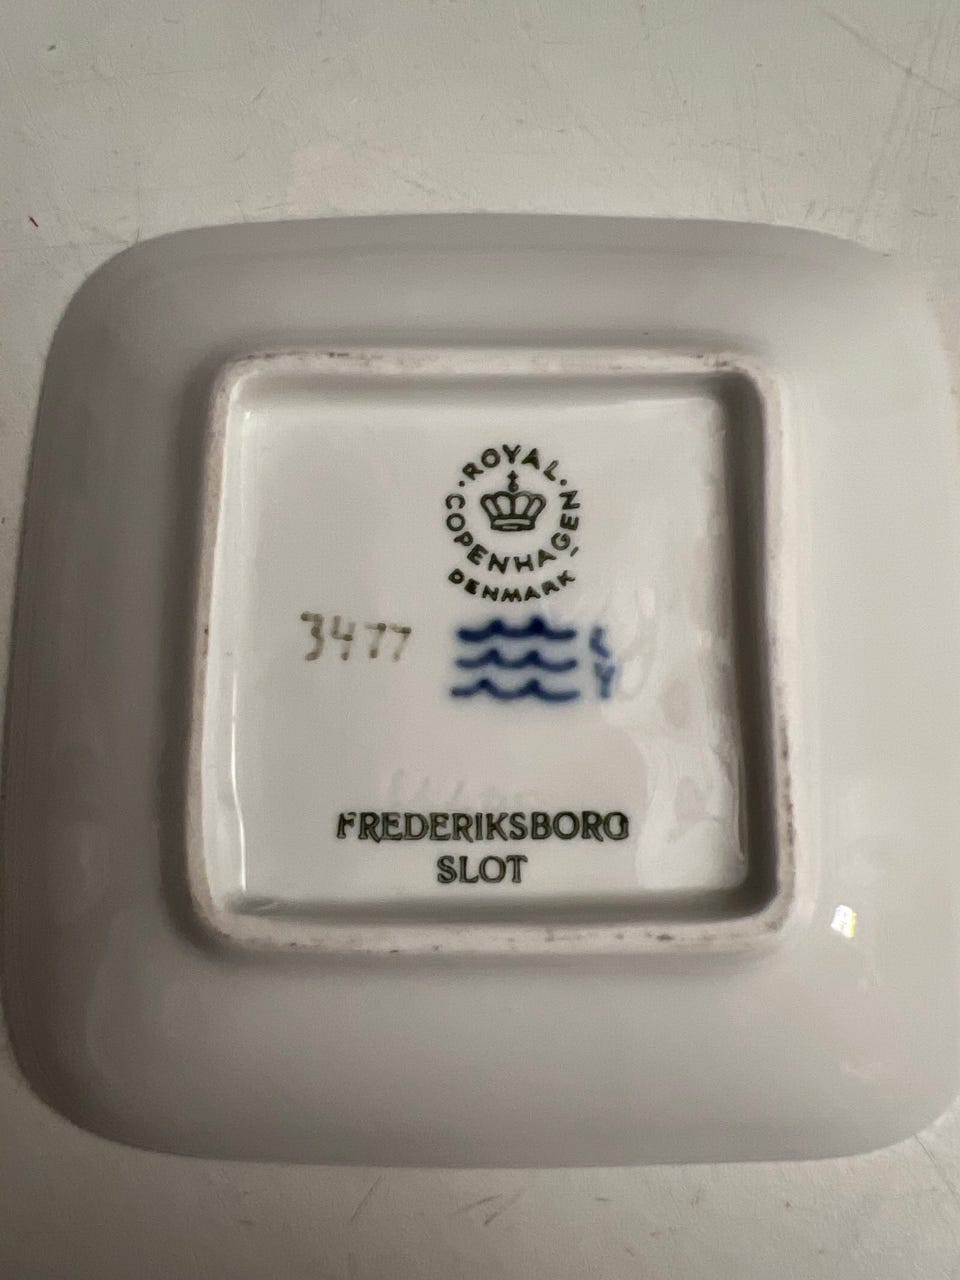 ROYAL
COPENHAGEN
DENMARK
3477
FREDERIKSBORG
SLOT